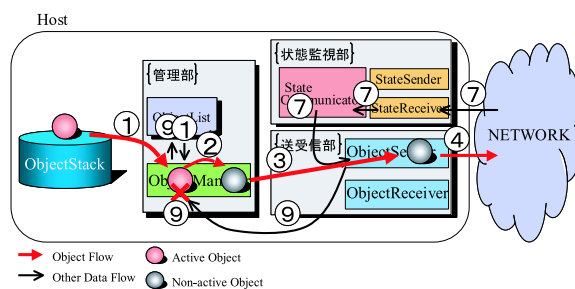 Host
{管理部}
{状態監視部}
State
StateSender
StateReceiver
⑦
⑦
⑦
①
⑨
①
②
{送受信部}
③
④
NETWORK
ObjectStack
ObjectReceiver
⑨
⑨
Object Flow
Active Object
Other Data Flow
Non-active Object